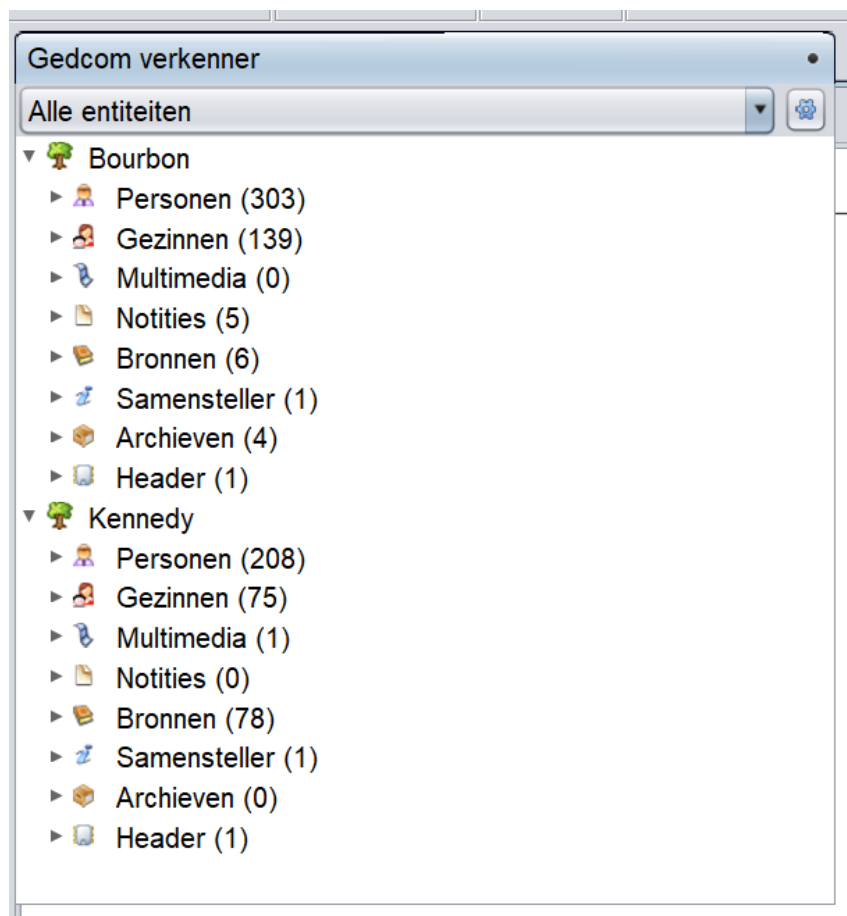 Gedcom verkenner
Alle entiteiten
Bourbon
Personen (303)
Gezinnen (139)
Multimedia (0)
Notities (5)
Bronnen (6)
Samensteller (1)
Archieven (4)
Header (1)
Kennedy
Personen (208)
Gezinnen (75)
Multimedia (1)
Notities (0)
Bronnen (78)
Samensteller (1)
Archieven (0)
Header (1)